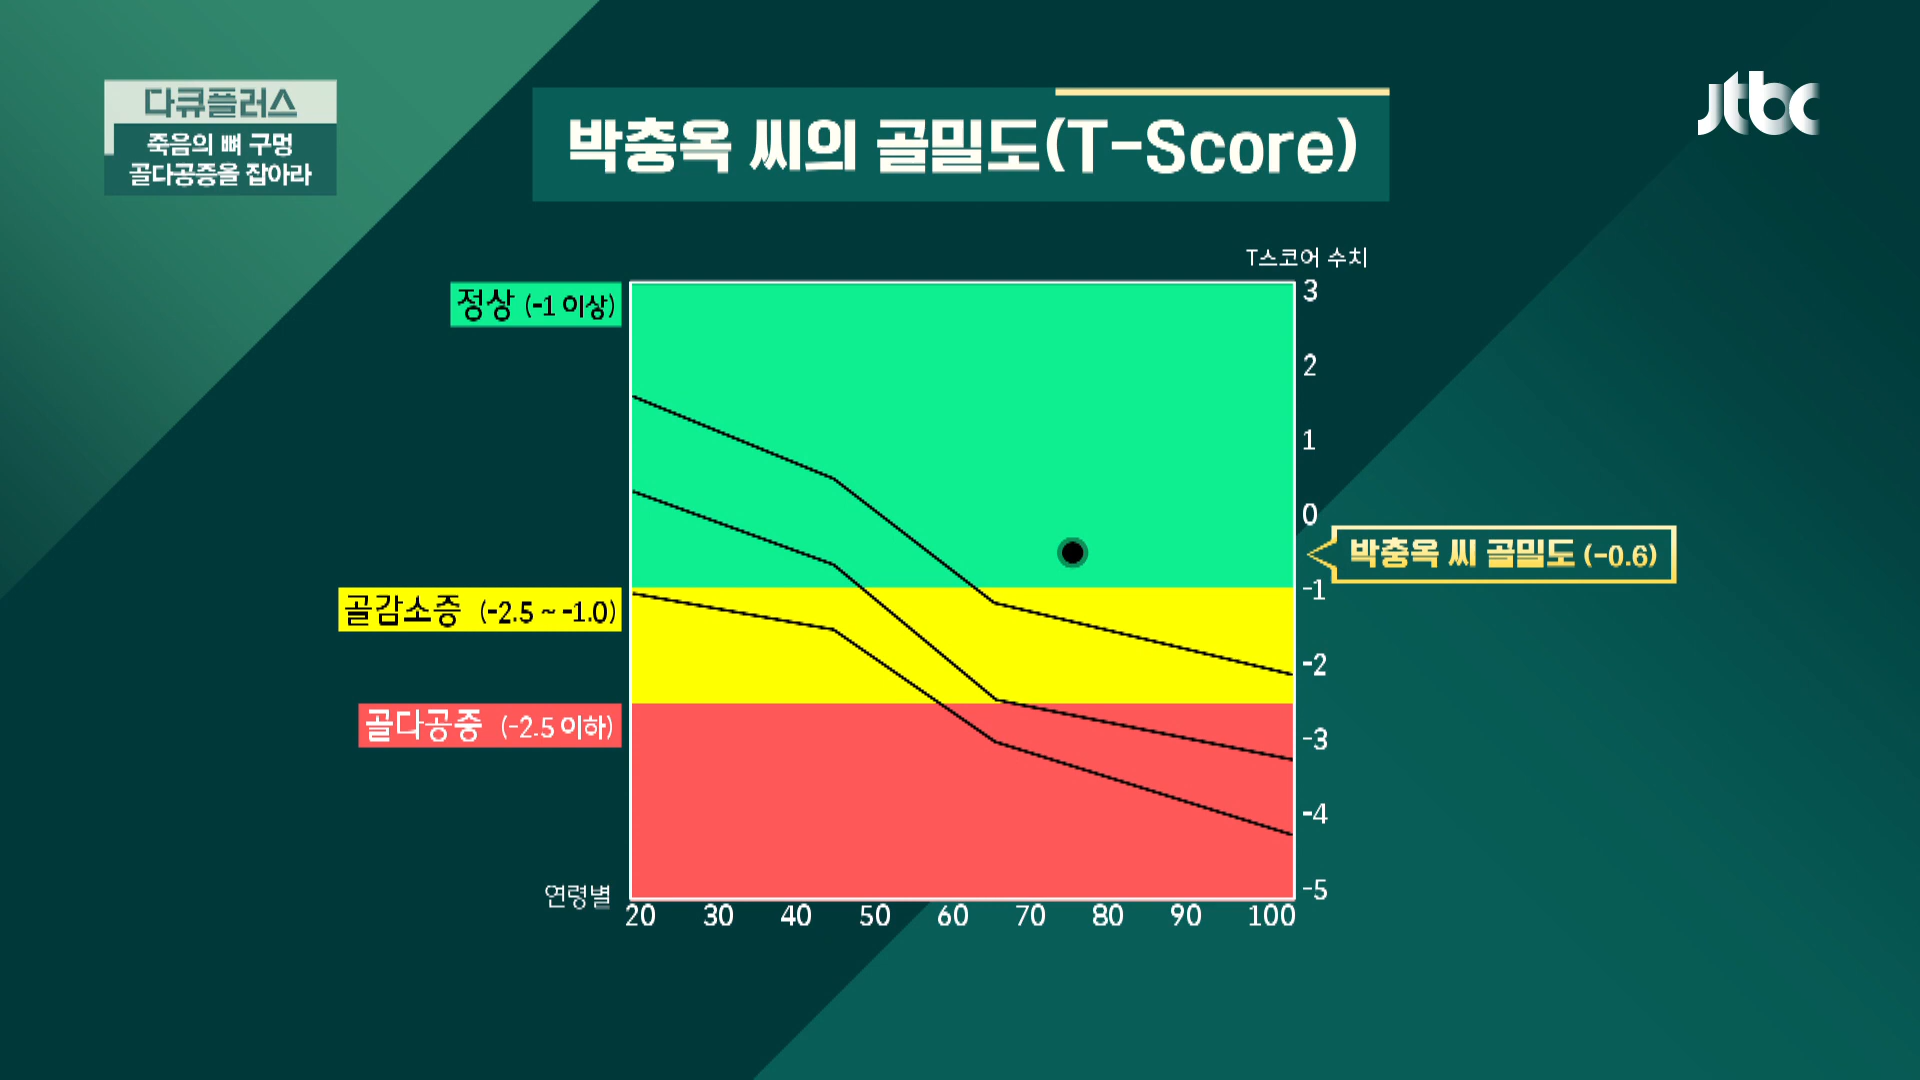 다큐플러스
죽음의 뼈 구멍
골다공증을 잡아라
jtbc
박충옥 씨의 골밀도(T-Score)
T스코어 수치
정상 (-1 이상)
골감소증 (-2.5 ~ -1.0)
골다공증 (-2.5 이하)
3
2
1
0
-1
-2
-3
-4
-5
박충옥 씨 골밀도 (-0.6)
연령별
20 30 40 50 60 70 80 90 100